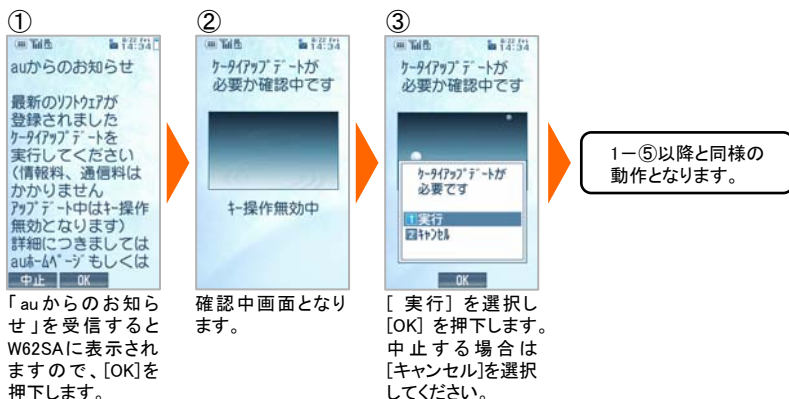 ①
8/22 Fri
14:34
auからのお知らせ
最新のソフトウェアが
登録されました
ケータイアップデートを
実行してください
(情報料、通信料は
かかりません
アップデート中はキー操作
無効となります)
詳細につきましては
auホームページもしくは
中止 OK
「auからのお知ら
せ」を受信すると
W62SAに表示され
ますので、[OK]を
押下します。
②
8/22 Fri
14:34
ケータイアップデートが
必要か確認中です
キー操作無効中
確認中画面となり
ます。
③
8/22 Fri
14:34
ケータイアップデートが
必要か確認中です
ケータイアップデートが
必要です
1 実行
2 キャンセル
OK
[ 実行] を選択し
[OK] を押下します。
中止する場合は
[キャンセル]を選択
してください。
1-⑤以降と同様の
動作となります。